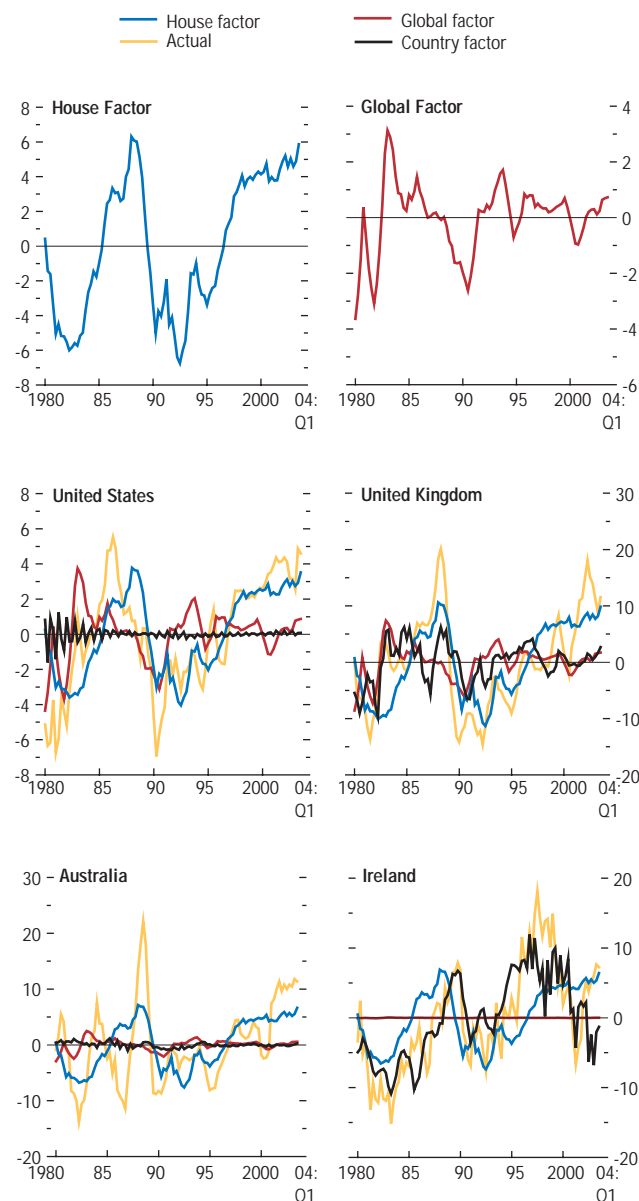 House factor Global factor
Actual Country factor
House Factor
8
6
4
2
0
-2
-4
-6
-8
1980 85 90 95 2000 04:
Q1
Global Factor
4
2
0
-2
-4
-6
1980 85 90 95 2000 04:
Q1
United States
8
6
4
2
0
-2
-4
-6
-8
1980 85 90 95 2000 04:
Q1
United Kingdom
30
20
10
0
-10
-20
1980 85 90 95 2000 04:
Q1
Australia
30
20
10
0
-10
-20
1980 85 90 95 2000 04:
Q1
Ireland
20
10
0
-10
-20
1980 85 90 95 2000 04:
Q1